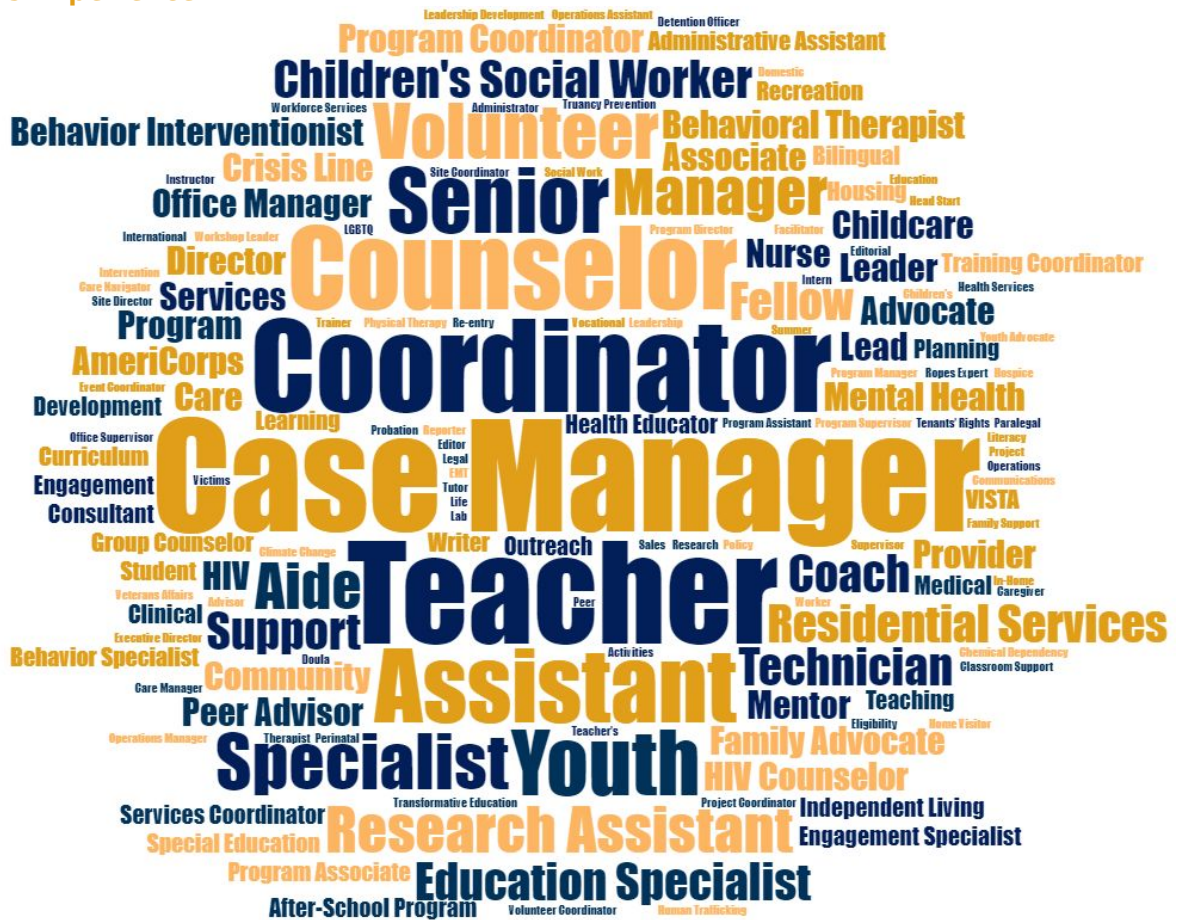 Leadership Development Operations Assistant Detention Officer
Program Coordinator Administrative Assistant
Children's Social Worker Domestic
Recreation
Workforce Services Administrator Truancy Prevention
Behavior Interventionist Volunteer Behavioral Therapist
Crisis Line Associate Bilingual
Instructor Site Coordinator Social Work Education
Office Manager Senior Manager Housing Head Start
LGBTQ Childcare
International Workshop Leader Program Director Facilitator
Director Counselor Nurse Editorial
Leader Training Coordinator
Intervention Intern
Care Navigator Health Services
Site Director Services Fellow Children's Advocate
Program Trainer Physical Therapy Re-entry Vocational Leadership Summer
Youth Advocate
AmeriCorps Coordinator Lead Planning
Program Manager Ropes Expert Hospice
Event Coordinator
Development Care Mental Health
Learning Health Educator Program Assistant Program Supervisor Tenants' Rights Paralegal
Office Supervisor Probation Reporter Literacy
Curriculum Editor Project
Legal Operations
Engagement Victims Case Manager EMT Communications
Tutor VISTA
Consultant Life
Lab Family Support
Group Counselor Climate Change Writer Outreach Sales Research Policy Supervisor Provider
Student HIV Aide Teacher Coach Medical In-Home
Caregiver
Veterans Affairs Advisor Peer Worker
Clinical Support Residential Services
Executive Director
Behavior Specialist Doula Activities Chemical Dependency
Community Assistant Technician Classroom Support
Care Manager Mentor Teaching
Peer Advisor Eligibility Home Visitor
Operations Manager Therapist Perinatal Teacher's
Specialist Youth Family Advocate
HIV Counselor
Transformative Education Project Coordinator Independent Living
Services Coordinator
Special Education Research Assistant Engagement Specialist
Program Associate Education Specialist
After-School Program Volunteer Coordinator Human Trafficking